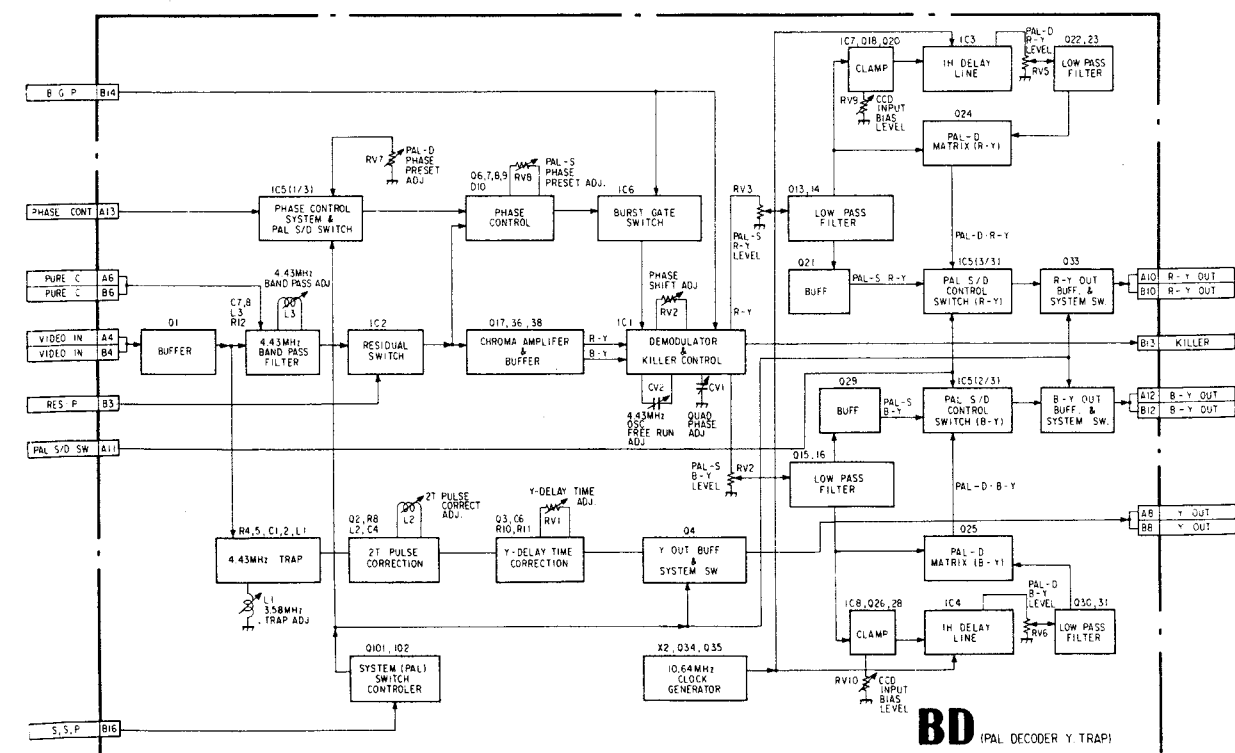 B G P B14
PHASE CONT A13
PURE C A6
PURE C B6
VIDEO IN A4
VIDEO IN B4
RES P B3
PAL S/D SW A11
S,S,P B16
RV7
PAL-D
PHASE
PRESET
ADJ
IC5(1/3)
PHASE CONTROL
SYSTEM &
PAL S/D SWITCH
Q6,7,8,9
D10
PAL-S
PHASE
PRESET ADJ.
RV8
PHASE
CONTROL
IC6
BURST GATE
SWITCH
Q1
BUFFER
C7,8
L3
R12
4.43MHz
BAND PASS ADJ
L3
4.43MHz
BAND PASS
FILTER
IC2
RESIDUAL
SWITCH
Q17, 36, 38
CHROMA AMPLIFER
&
BUFFER
R-Y
B-Y
PHASE
SHIFT ADJ
RV2
IC1
DEMODULATOR
&
KILLER CONTROL
CV2
4.43MHz
OSC
FREE RUN
ADJ
CV1
QUAD
PHASE
ADJ
R-Y
RV3
PAL-S
R-Y
LEVEL
PAL-S
B-Y
LEVEL
RV2
R4,5, C1,2, L1
4.43MHz TRAP
L1
3.58MHz
TRAP ADJ
Q2, R8
L2, C4
2T PULSE
CORRECT
ADJ.
L2
2T PULSE
CORRECTION
Q3, C6
R10, R11
Y-DELAY TIME
ADJ.
RV1
Y-DELAY TIME
CORRECTION
Q4
Y OUT BUFF
&
SYSTEM SW
Q101, 102
SYSTEM (PAL)
SWITCH
CONTROLER
X2, Q34, Q35
10.64MHz
CLOCK
GENERATOR
IC7, Q18, Q20
CLAMP
RV9
CCD
INPUT
BIAS
LEVEL
IC3
1H DELAY
LINE
PAL-D
R-Y
LEVEL
RV5
Q22, 23
LOW PASS
FILTER
Q24
PAL-D
MATRIX (R-Y)
Q13, 14
LOW PASS
FILTER
Q21
BUFF
PAL-S R-Y
PAL-D·R-Y
IC5(3/3)
PAL S/D
CONTROL
SWITCH (R-Y)
Q33
R-Y OUT
BUFF. &
SYSTEM SW.
A10 R-Y OUT
B10 R-Y OUT
B13 KILLER
Q29
BUFF
PAL-S
B-Y
IC5(2/3)
PAL S/D
CONTROL
SWITCH (B-Y)
B-Y OUT
BUFF. &
SYSTEM SW.
A12 B-Y OUT
B12 B-Y OUT
Q15, 16
LOW PASS
FILTER
PAL-D·B-Y
A8 Y OUT
B8 Y OUT
Q25
PAL-D
MATRIX (B-Y)
IC8, Q26, 28
CLAMP
RV10
CCD
INPUT
BIAS
LEVEL
IC4
1H DELAY
LINE
PAL-D
B-Y
LEVEL
RV6
Q30, 31
LOW PASS
FILTER
BD (PAL DECODER Y. TRAP)